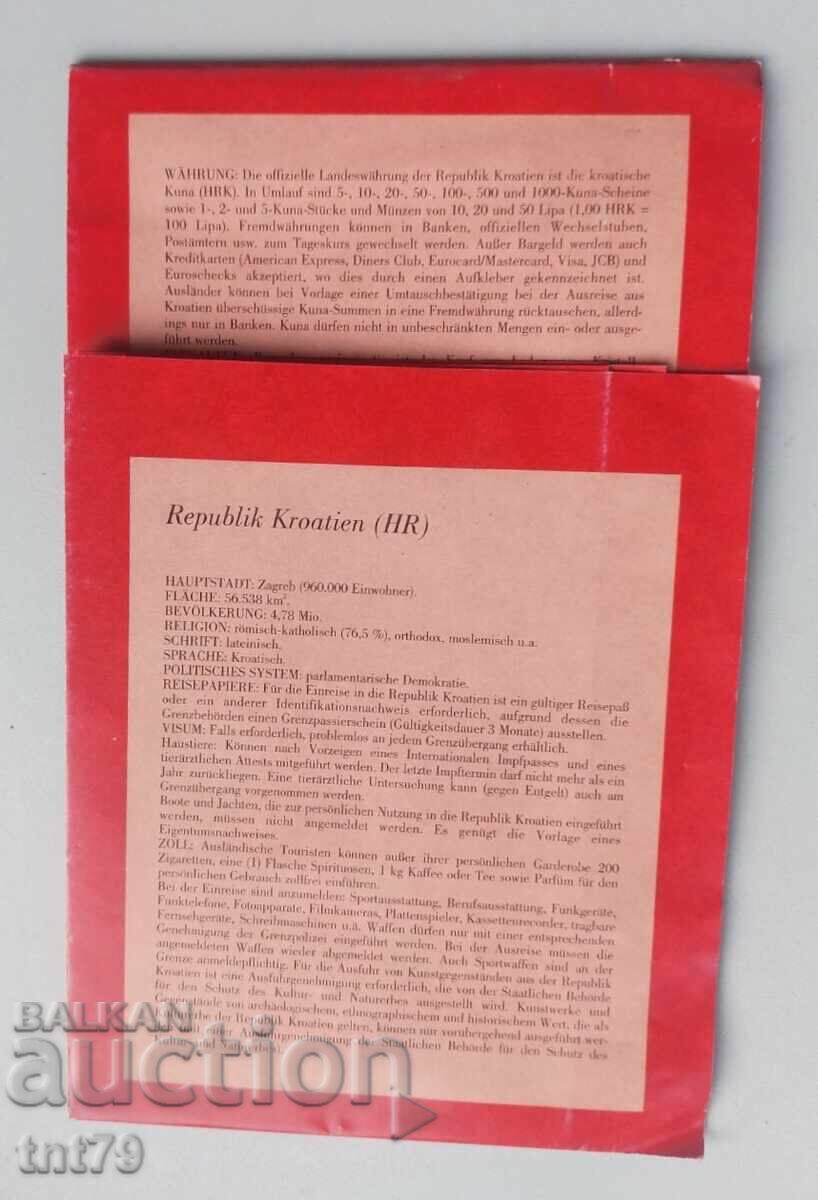 WÄHRUNG: Die offizielle Landeswährung der Republik Kroatien ist die kroatische
Kuna (HRK). In Umlauf sind 5-, 10-, 20-, 50-, 100-, 500 und 1000-Kuna-Scheine
sowie 1-, 2- und 5-Kuna-Stücke und Münzen von 10, 20 und 50 Lipa (1,00 HRK =
100 Lipa). Fremdwährungen können in Banken, offiziellen Wechselstuben,
Postämtern usw. zum Tageskurs gewechselt werden. Außer Bargeld werden auch
Kreditkarten (American Express, Diners Club, Eurocard/Mastercard, Visa, JCB) und
Euroschecks akzeptiert, wo dies durch einen Aufkleber gekennzeichnet ist.
Ausländer können bei Vorlage einer Umtauschbestätigung bei der Ausreise aus
Kroatien überschüssige Kuna-Summen in eine Fremdwährung rücktauschen, allerd-
ings nur in Banken. Kuna dürfen nicht in unbeschränkten Mengen ein- oder ausge-
führt werden.
Republik Kroatien (HR)
HAUPTSTADT: Zagreb (960.000 Einwohner).
FLÄCHE: 56.538 km².
BEVÖLKERUNG: 4,78 Mio.
RELIGION: römisch-katholisch (76,5 %), orthodox, moslemisch u.a.
SCHRIFT: lateinisch.
SPRACHE: Kroatisch.
POLITISCHES SYSTEM: parlamentarische Demokratie.
REISEPAPIERE: Für die Einreise in die Republik Kroatien ist ein gültiger Reisepaß
oder ein anderer Identifikationsnachweis erforderlich, aufgrund dessen die
Grenzbehörden einen Grenzpassierschein (Gültigkeitsdauer 3 Monate) ausstellen.
VISUM: Falls erforderlich, problemlos an jedem Grenzübergang erhältlich.
Haustiere: Können nach Vorzeigen eines Internationalen Impfpasses und eines
tierärztlichen Attests mitgeführt werden. Der letzte Impftermin darf nicht mehr als ein
Jahr zurückliegen. Eine tierärztliche Untersuchung kann (gegen Entgelt) auch am
Grenzübergang vorgenommen werden.
Boote und Jachten, die zur persönlichen Nutzung in die Republik Kroatien eingeführt
werden, müssen nicht angemeldet werden. Es genügt die Vorlage eines
Eigentumsnachweises.
ZOLL: Ausländische Touristen können außer ihrer persönlichen Garderobe 200
Zigaretten, eine (1) Flasche Spirituosen, 1 kg Kaffee oder Tee sowie Parfüm für den
persönlichen Gebrauch zollfrei einführen.
Bei der Einreise sind anzumelden: Sportausstattung, Berufsausstattung, Funkgeräte,
Funktelefone, Fotoapparate, Filmkameras, Plattenspieler, Kassettenrecorder, tragbare
Fernsehgeräte, Schreibmaschinen u.ä. Waffen dürfen nur mit einer entsprechenden
Genehmigung der Grenzpolizei eingeführt werden. Bei der Ausreise müssen die
angemeldeten Waffen wieder abgemeldet werden. Auch Sportwaffen sind an der
Grenze anmeldepflichtig. Für die Ausfuhr von Kunstgegenständen aus der Republik
Kroatien ist eine Ausfuhrgenehmigung erforderlich, die von der Staatlichen Behörde
für den Schutz des Kultur- und Naturerbes ausgestellt wird. Kunstwerke und
Gegenstände von archäologischem, ethnographischem und historischem Wert, die als
Kulturerbe der Republik Kroatien gelten, können nur vorübergehend ausgeführt wer-
mit einer Ausfuhrgenehmigung der Staatlichen Behörde für den Schutz des
Kultur- und Naturerbes).
BALKAN
auction
tnt79